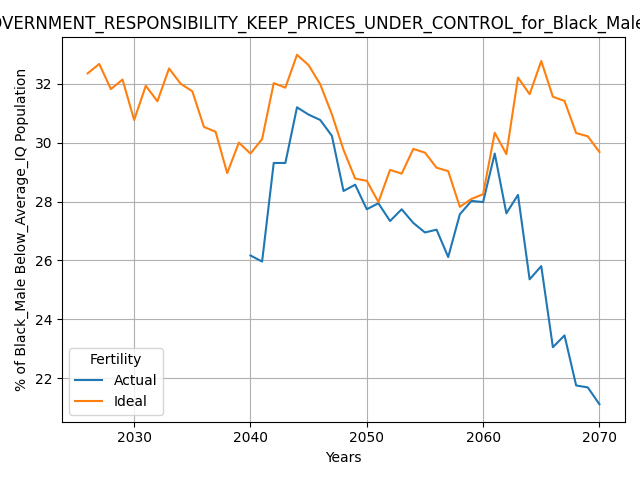 OVERNMENT_RESPONSIBILITY_KEEP_PRICES_UNDER_CONTROL_for_Black_Male
% of Black_Male Below_Average_IQ Population
32
30
28
26
24
22
Fertility
Actual
Ideal
2030 2040 2050 2060 2070
Years